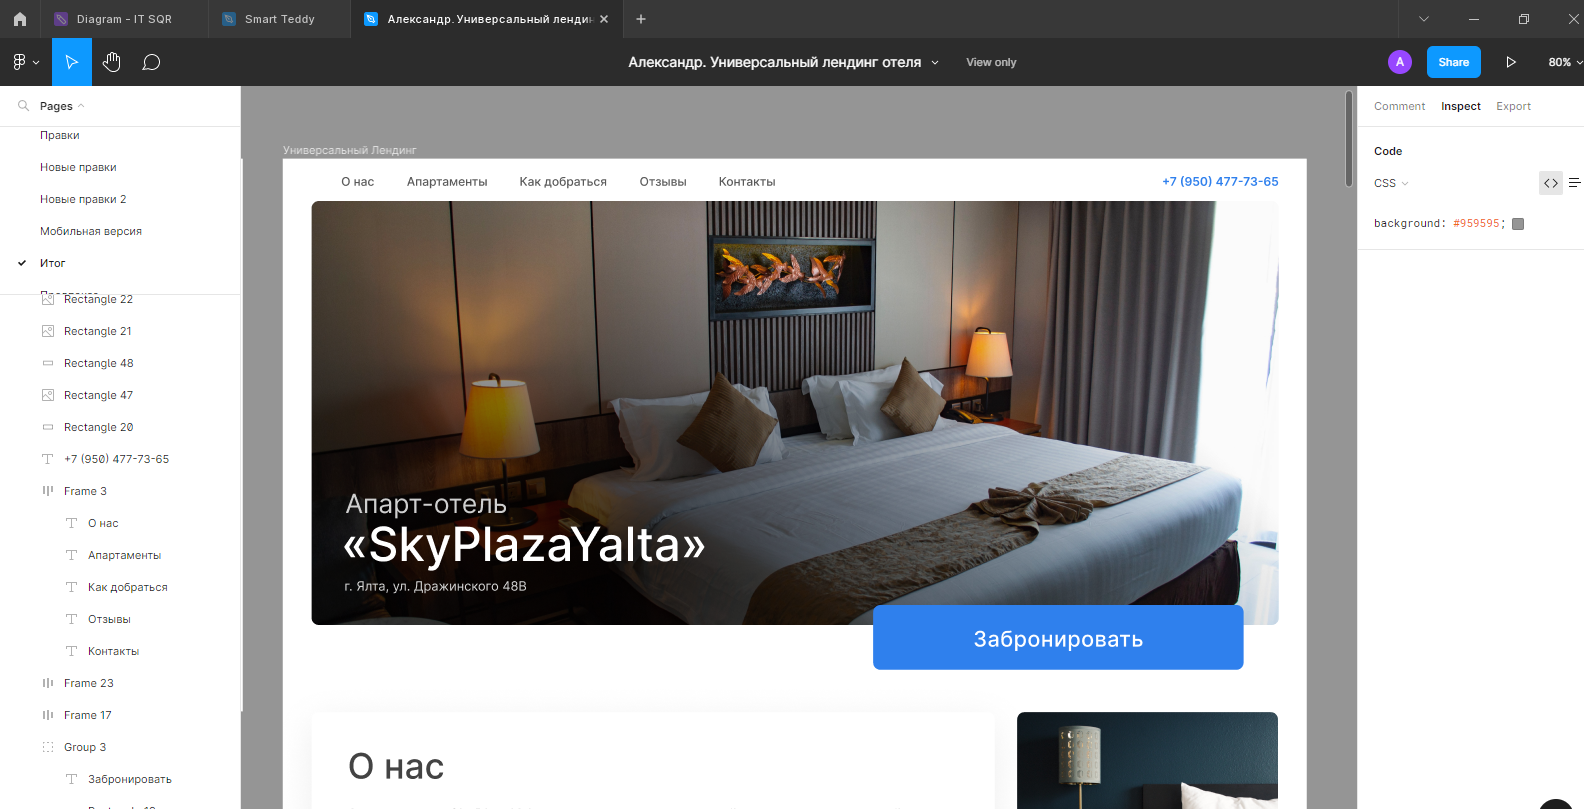 Diagram - IT SQR
Smart Teddy
Александр. Универсальный лендин
Александр. Универсальный лендинг отеля
View only
A
Share
80%
Pages
Правки
Новые правки
Новые правки 2
Мобильная версия
Итог
Rectangle 22
Rectangle 21
Rectangle 48
Rectangle 47
Rectangle 20
+7 (950) 477-73-65
Frame 3
О нас
Апартаменты
Как добраться
Отзывы
Контакты
Frame 23
Frame 17
Group 3
Забронировать
Универсальный Лендинг
О нас Апартаменты Как добраться Отзывы Контакты +7 (950) 477-73-65
Апарт-отель
«SkyPlazaYalta»
г. Ялта, ул. Дражинского 48В
Забронировать
О нас
Comment Inspect Export
Code
CSS
background: #959595;